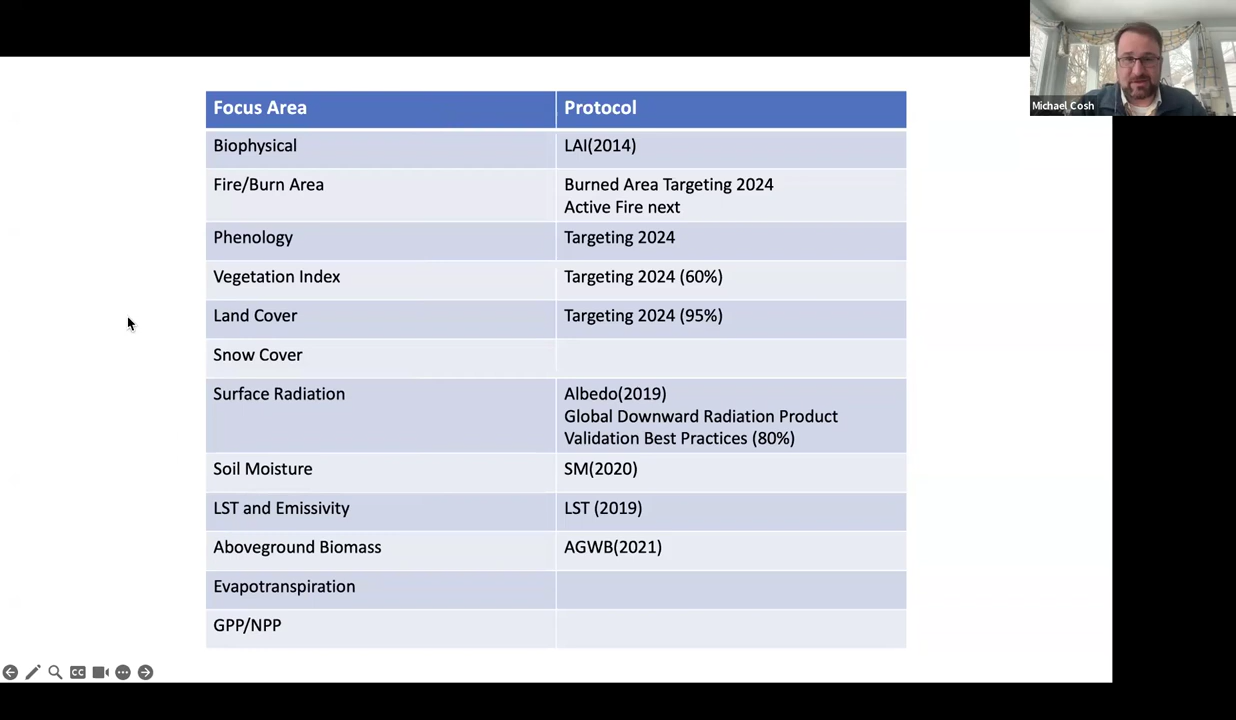 Focus Area Protocol
Biophysical LAI(2014)
Fire/Burn Area Burned Area Targeting 2024
Active Fire next
Phenology Targeting 2024
Vegetation Index Targeting 2024 (60%)
Land Cover Targeting 2024 (95%)
Snow Cover
Surface Radiation Albedo(2019)
Global Downward Radiation Product
Validation Best Practices (80%)
Soil Moisture SM(2020)
LST and Emissivity LST (2019)
Aboveground Biomass AGWB(2021)
Evapotranspiration
GPP/NPP
Michael Cosh
CC